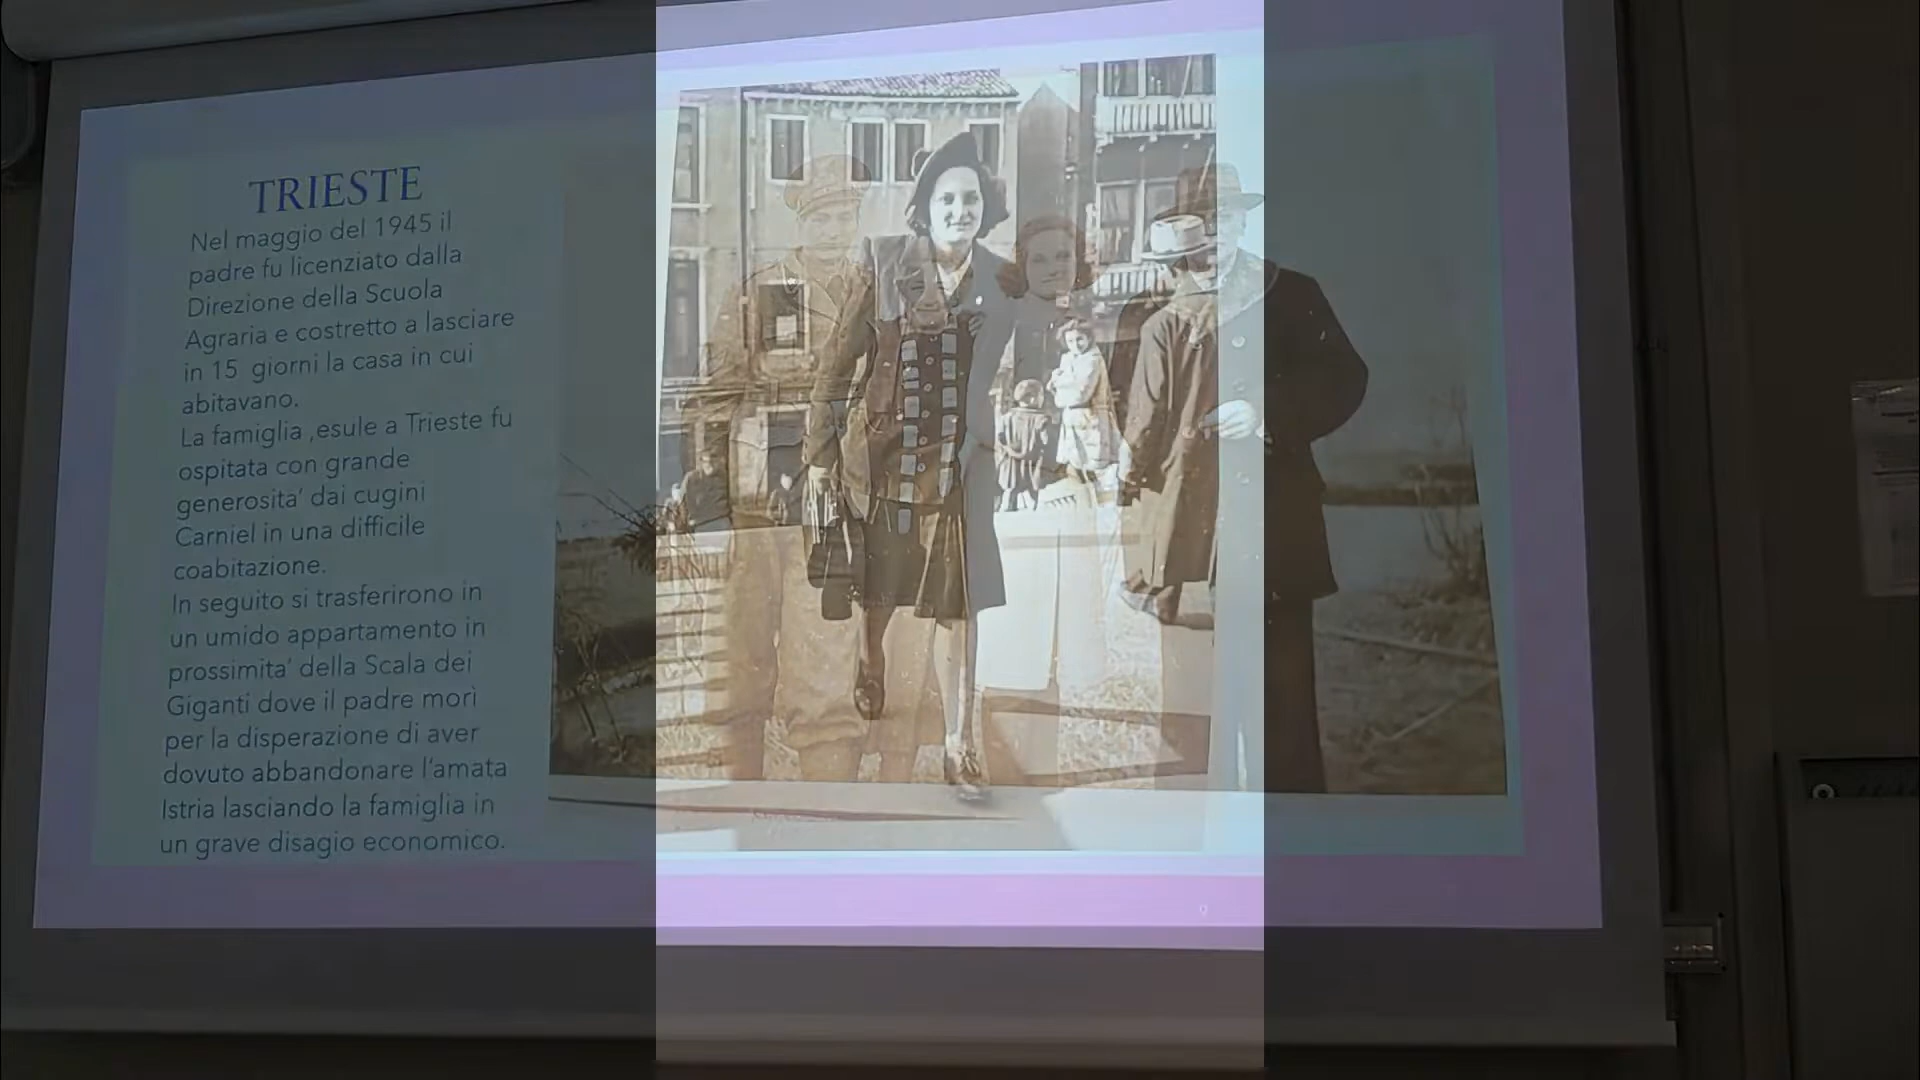 TRIESTE
Nel maggio del 1945 il
padre fu licenziato dalla
Direzione della Scuola
Agraria e costretto a lasciare
in 15 giorni la casa in cui
abitavano.
La famiglia ,esule a Trieste fu
ospitata con grande
generosita' dai cugini
Carniel in una difficile
coabitazione.
In seguito si trasferirono in
un umido appartamento in
prossimita' della Scala dei
Giganti dove il padre morì
per la disperazione di aver
dovuto abbandonare l'amata
Istria lasciando la famiglia in
un grave disagio economico.